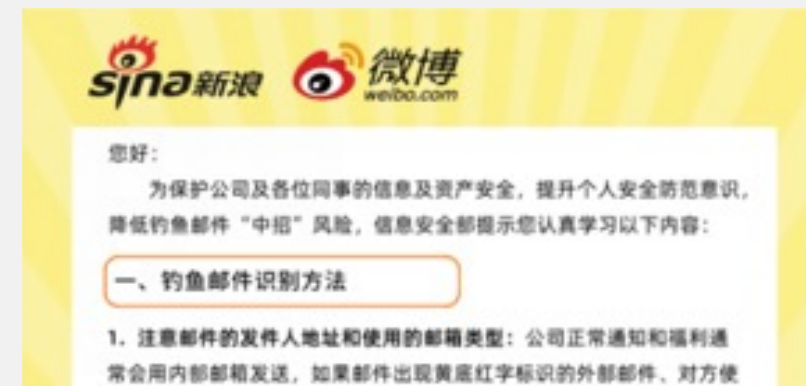 sina新浪 微博
weibo.com
您好：
为保护公司及各位同事的信息及资产安全，提升个人安全防范意识，
降低钓鱼邮件“中招”风险，信息安全部提示您认真学习以下内容：
一、钓鱼邮件识别方法
1. 注意邮件的发件人地址和使用的邮箱类型：公司正常通知和福利通
常会用内部邮箱发送，如果邮件出现黄底红字标识的外部邮件、对方使